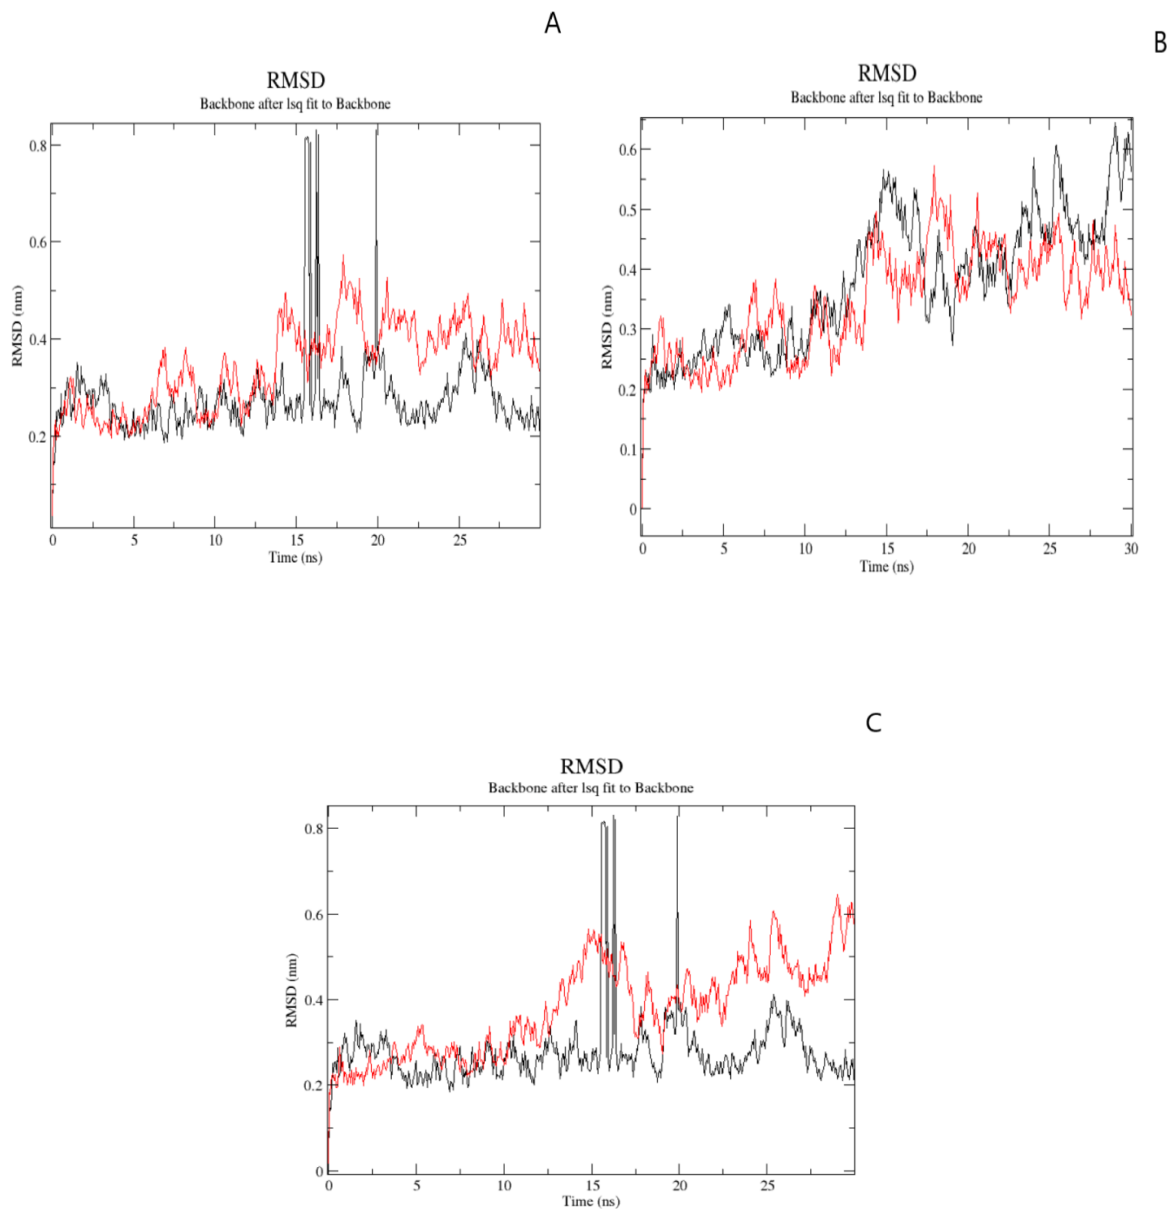 A
RMSD
Backbone after lsq fit to Backbone
0.8
0.6
0.4
0.2
RMSD (nm)
0 5 10 15 20 25
Time (ns)
B
RMSD
Backbone after lsq fit to Backbone
0.6
0.5
0.4
0.3
0.2
0.1
0
RMSD (nm)
0 5 10 15 20 25 30
Time (ns)
C
RMSD
Backbone after lsq fit to Backbone
0.8
0.6
0.4
0.2
0
RMSD (nm)
0 5 10 15 20 25
Time (ns)